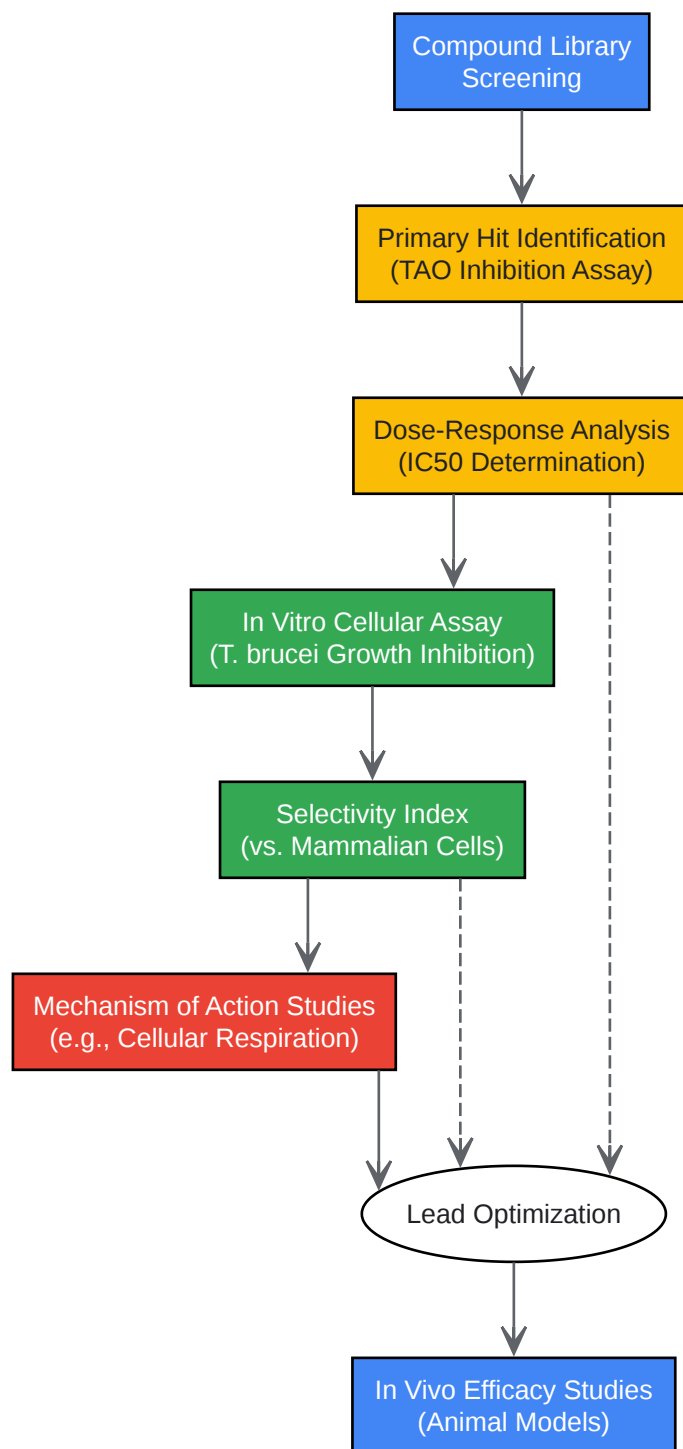 Compound Library
Screening
Primary Hit Identification
(TAO Inhibition Assay)
Dose-Response Analysis
(IC50 Determination)
In Vitro Cellular Assay
(T. brucei Growth Inhibition)
Selectivity Index
(vs. Mammalian Cells)
Mechanism of Action Studies
(e.g., Cellular Respiration)
Lead Optimization
In Vivo Efficacy Studies
(Animal Models)